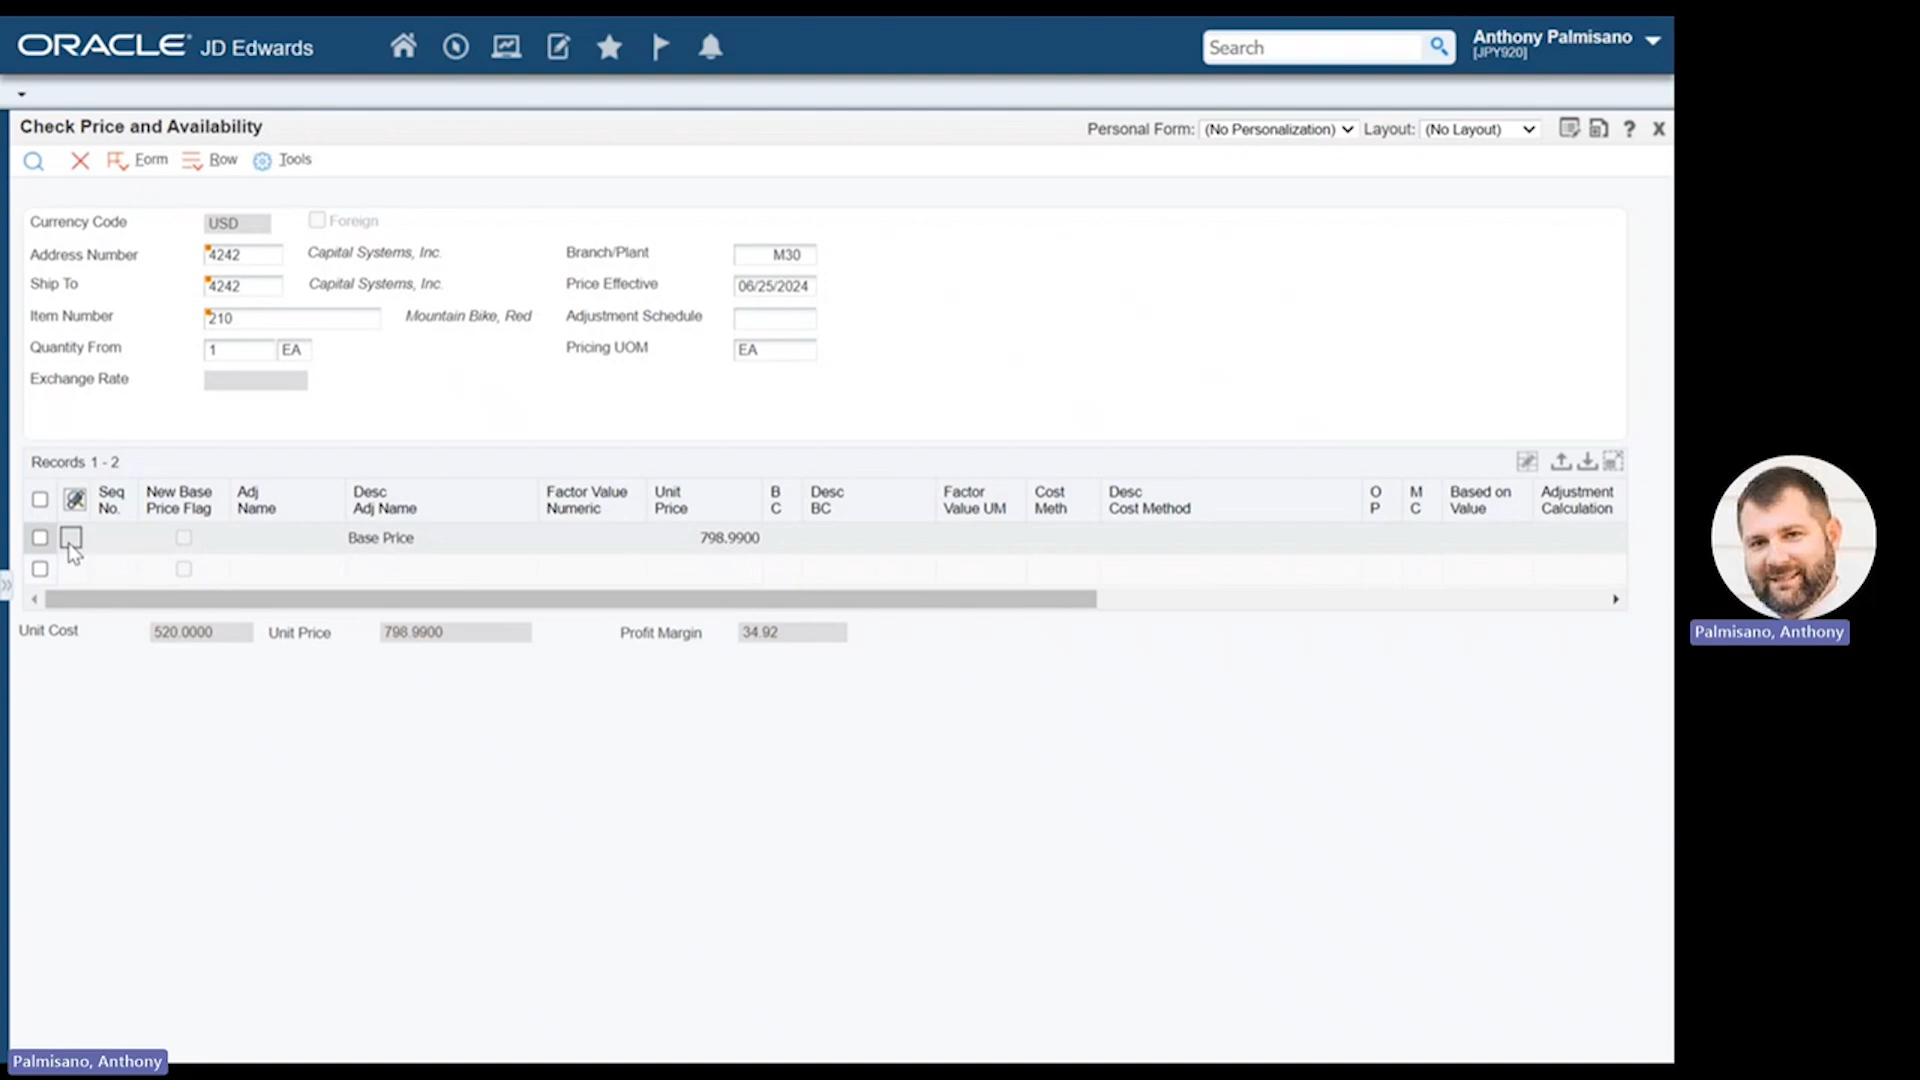 ORACLE JD Edwards
Search
Anthony Palmisano
[JPY920]
Check Price and Availability
Personal Form: (No Personalization) Layout: (No Layout) ? X
Form Row Tools
Currency Code USD Foreign
Address Number 4242 Capital Systems, Inc. Branch/Plant M30
Ship To 4242 Capital Systems, Inc. Price Effective 06/25/2024
Item Number 210 Mountain Bike, Red Adjustment Schedule
Quantity From 1 EA Pricing UOM EA
Exchange Rate
Records 1 - 2
Seq New Base Adj Desc Factor Value Unit B Desc Factor Cost Desc O M Based on Adjustment
No. Price Flag Name Adj Name Numeric Price C BC Value UM Meth Cost Method P C Value Calculation
Base Price 798.9900
Unit Cost 520.0000 Unit Price 798.9900 Profit Margin 34.92
Palmisano, Anthony
Palmisano, Anthony